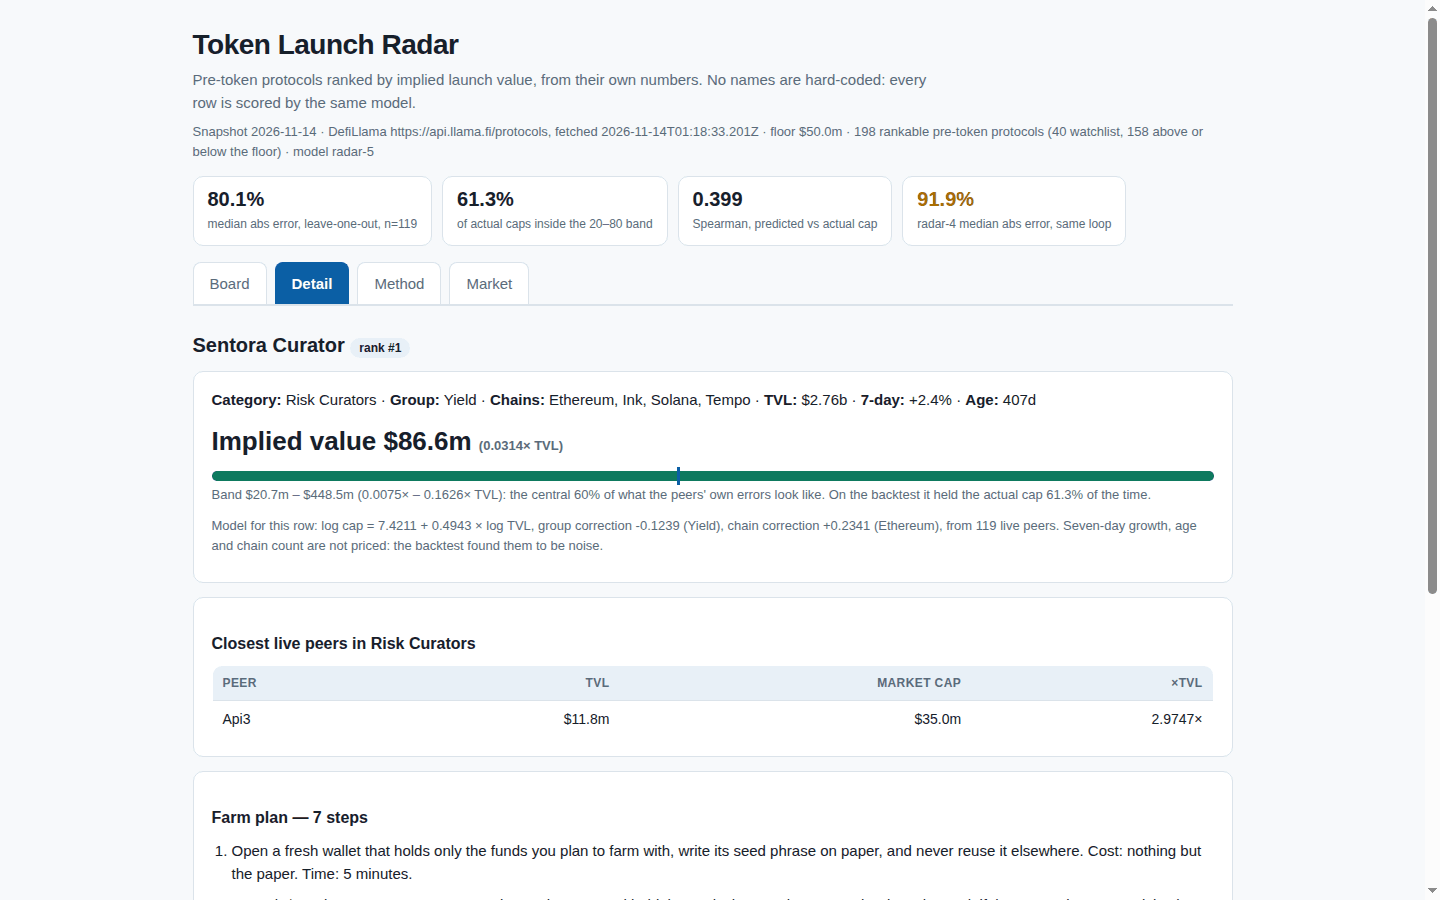 Token Launch Radar
Pre-token protocols ranked by implied launch value, from their own numbers. No names are hard-coded: every
row is scored by the same model.
Snapshot 2026-11-14 · DefiLlama https://api.llama.fi/protocols, fetched 2026-11-14T01:18:33.201Z · floor $50.0m · 198 rankable pre-token protocols (40 watchlist, 158 above or
below the floor) · model radar-5
80.1%
median abs error, leave-one-out, n=119
61.3%
of actual caps inside the 20–80 band
0.399
Spearman, predicted vs actual cap
91.9%
radar-4 median abs error, same loop
Board
Detail
Method
Market
Sentora Curator rank #1
Category: Risk Curators · Group: Yield · Chains: Ethereum, Ink, Solana, Tempo · TVL: $2.76b · 7-day: +2.4% · Age: 407d
Implied value $86.6m (0.0314× TVL)
Band $20.7m – $448.5m (0.0075× – 0.1626× TVL): the central 60% of what the peers' own errors look like. On the backtest it held the actual cap 61.3% of the time.
Model for this row: log cap = 7.4211 + 0.4943 × log TVL, group correction -0.1239 (Yield), chain correction +0.2341 (Ethereum), from 119 live peers. Seven-day growth, age
and chain count are not priced: the backtest found them to be noise.
Closest live peers in Risk Curators
PEER TVL MARKET CAP ×TVL
Api3 $11.8m $35.0m 2.9747×
Farm plan — 7 steps
1. Open a fresh wallet that holds only the funds you plan to farm with, write its seed phrase on paper, and never reuse it elsewhere. Cost: nothing but
the paper. Time: 5 minutes.